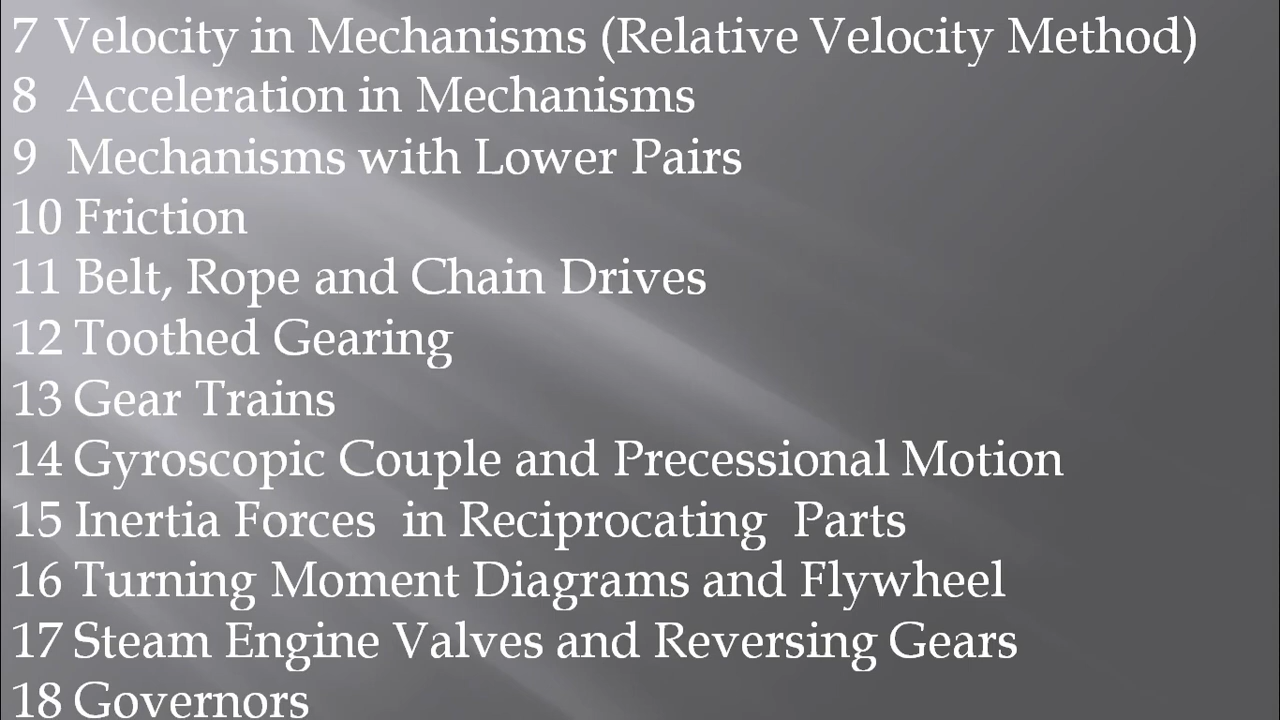 7 Velocity in Mechanisms (Relative Velocity Method)
8 Acceleration in Mechanisms
9 Mechanisms with Lower Pairs
10 Friction
11 Belt, Rope and Chain Drives
12 Toothed Gearing
13 Gear Trains
14 Gyroscopic Couple and Precessional Motion
15 Inertia Forces in Reciprocating Parts
16 Turning Moment Diagrams and Flywheel
17 Steam Engine Valves and Reversing Gears
18 Governors